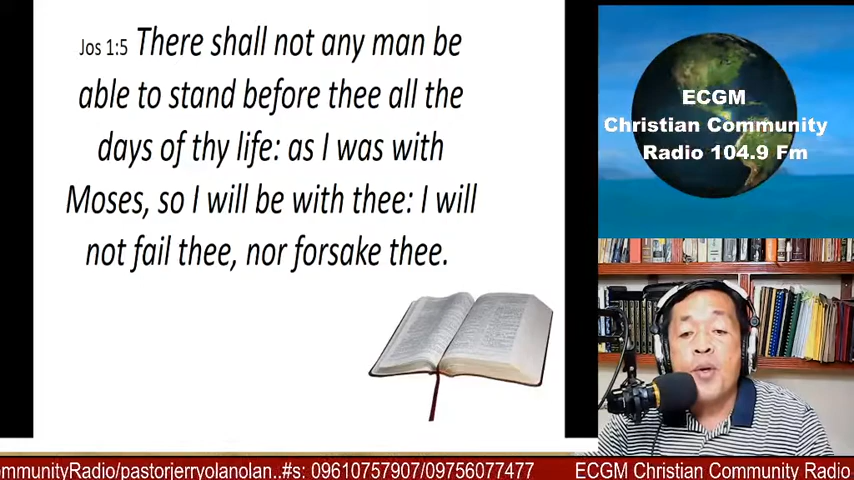 Jos 1:5 There shall not any man be
able to stand before thee all the
days of thy life: as I was with
Moses, so I will be with thee: I will
not fail thee, nor forsake thee.
ECGM
Christian Community
Radio 104.9 Fm
ommunityRadio/pastorjerryolanolan..#s: 09610757907/09756077477 ECGM Christian Community Radio